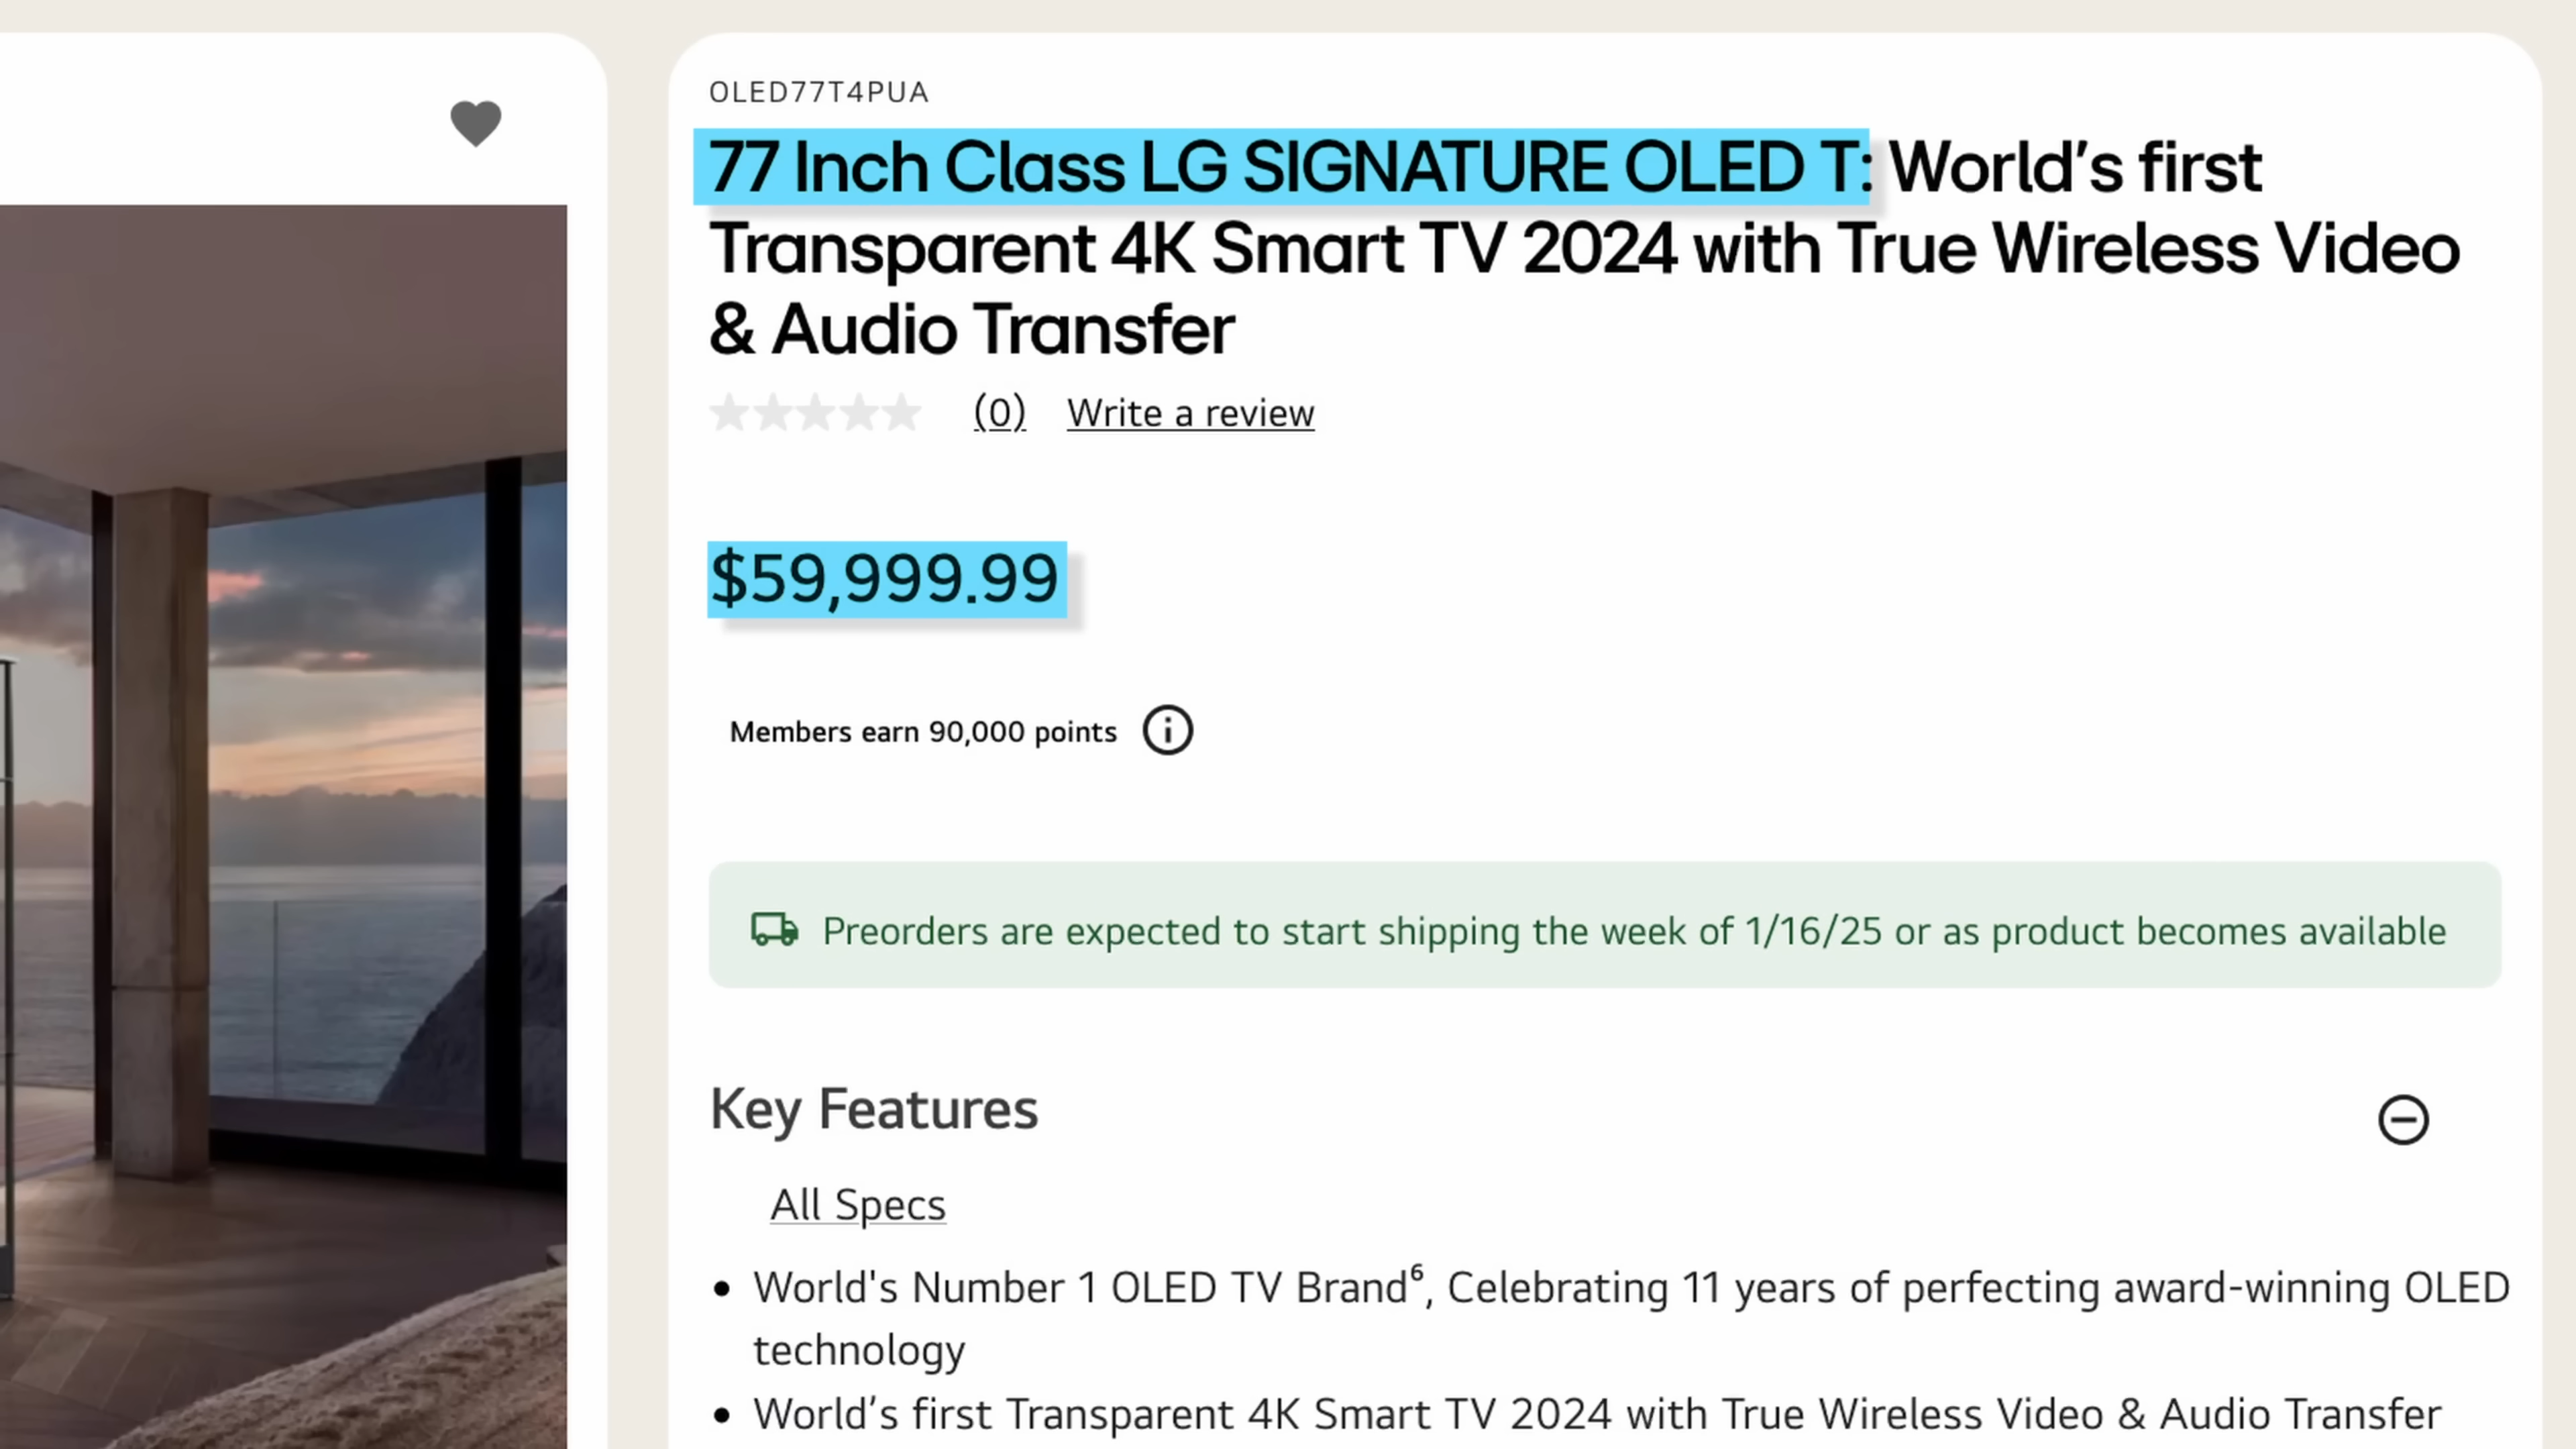 OLED77T4PUA
77 Inch Class LG SIGNATURE OLED T: World’s first
Transparent 4K Smart TV 2024 with True Wireless Video
& Audio Transfer
(0) Write a review
$59,999.99
Members earn 90,000 points
Preorders are expected to start shipping the week of 1/16/25 or as product becomes available
Key Features
All Specs
• World's Number 1 OLED TV Brand⁶, Celebrating 11 years of perfecting award-winning OLED
technology
• World’s first Transparent 4K Smart TV 2024 with True Wireless Video & Audio Transfer